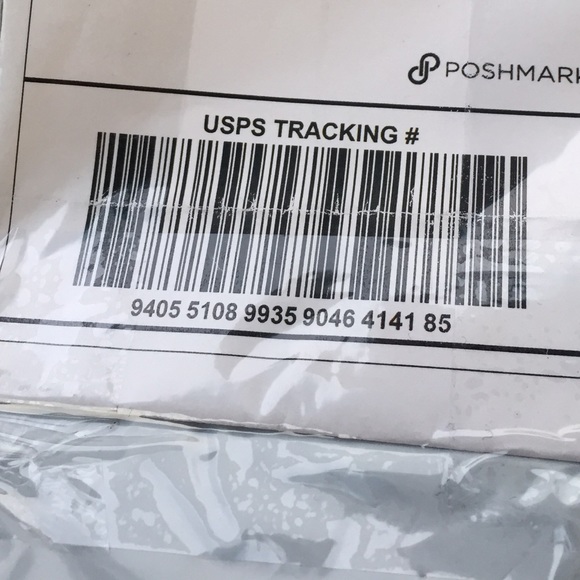 POSHMARK
USPS TRACKING #
9405 5108 9935 9046 4141 85